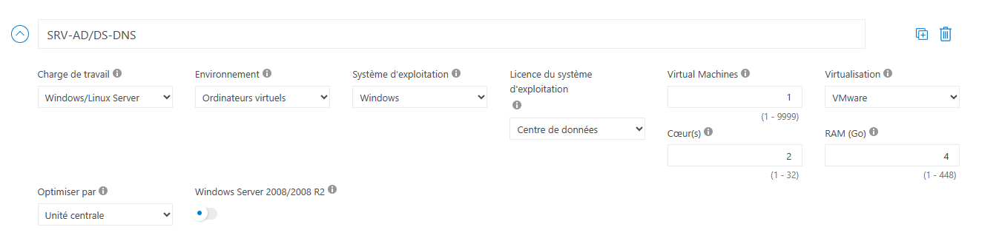 SRV-AD/DS-DNS
Charge de travail
Windows/Linux Server
Environnement
Ordinateurs virtuels
Système d'exploitation
Windows
Licence du système
d'exploitation
Centre de données
Virtual Machines
1
(1 - 9999)
Virtualisation
VMware
Cœur(s)
2
(1 - 32)
RAM (Go)
4
(1 - 448)
Optimiser par
Unité centrale
Windows Server 2008/2008 R2